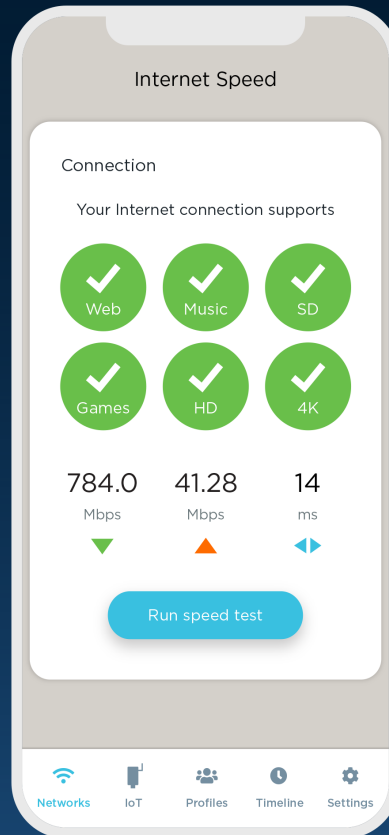 Internet Speed
Connection
Your Internet connection supports
Web Music SD
Games HD 4K
784.0 41.28 14
Mbps Mbps ms
Run speed test
Networks IoT Profiles Timeline Settings